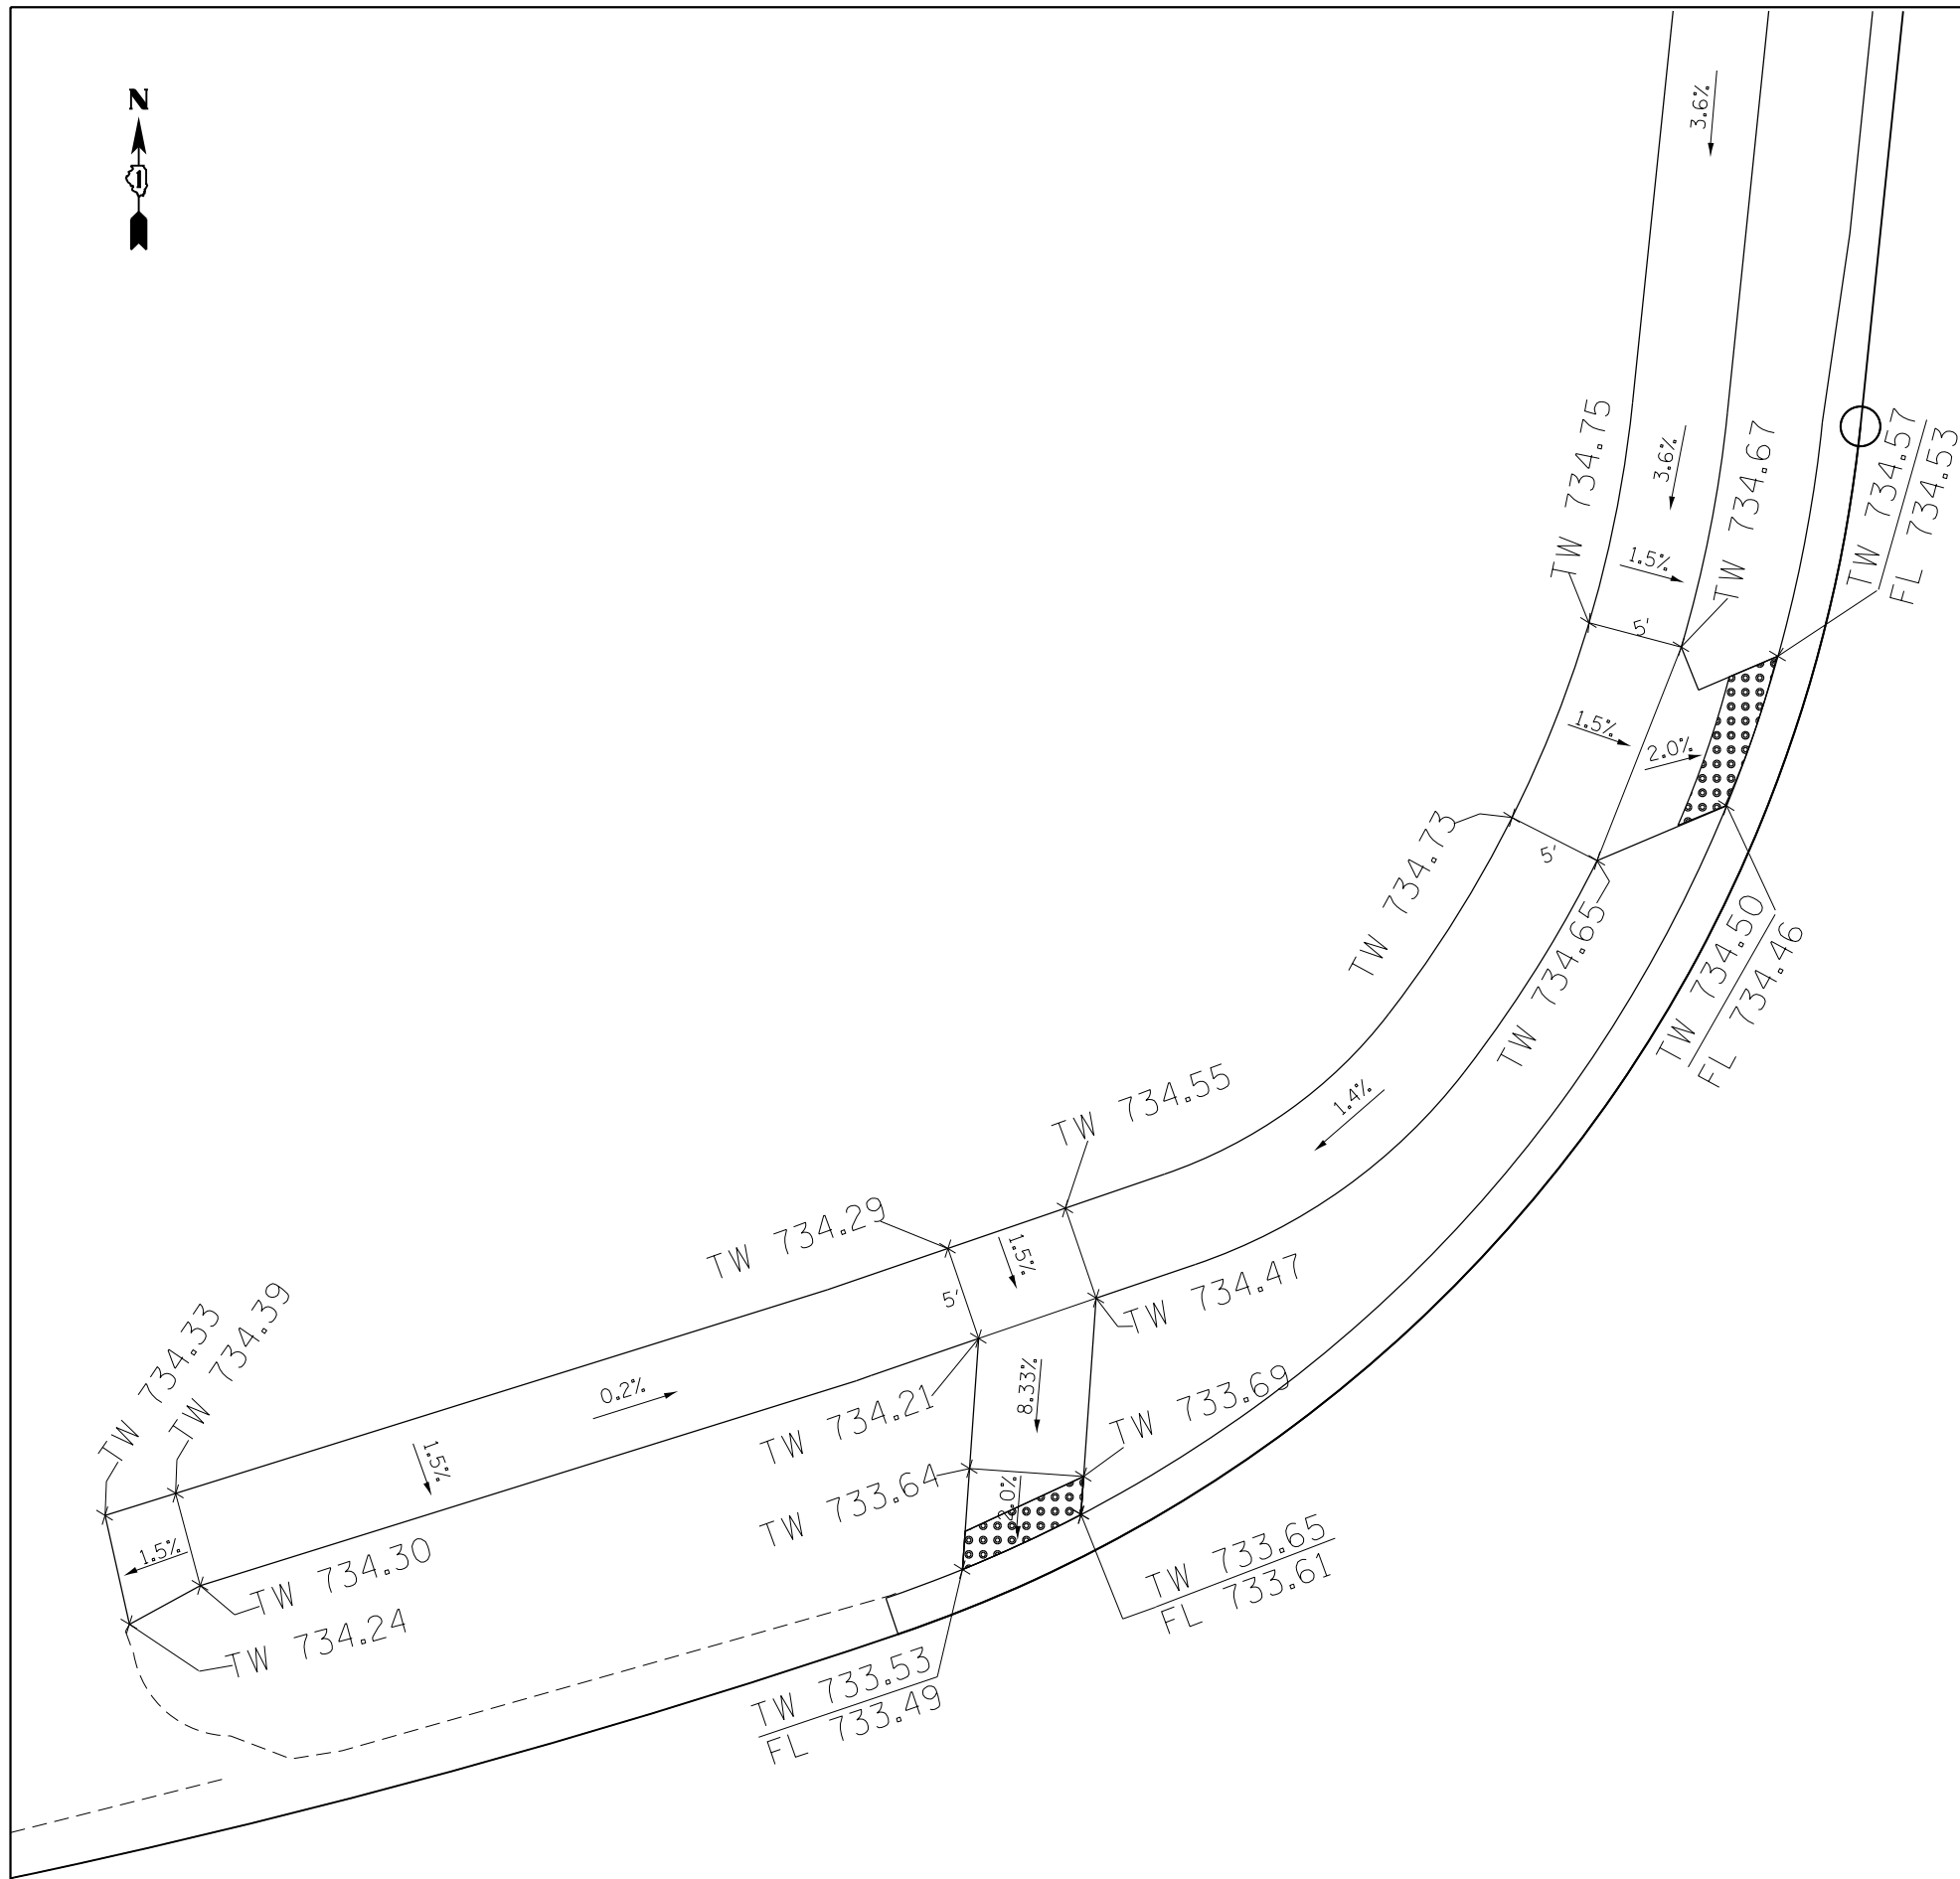 N
1
3.6%
3.6%
TW 734.75
TW 734.67
TW 734.57
FL 734.53
1.5%
5'
1.5%
2.0%
TW 734.73
5'
TW 734.65
TW 734.50
FL 734.46
1.4%
TW 734.55
TW 734.29
1.5%
5'
TW 734.47
TW 734.33
TW 734.39
0.2%
8.33%
TW 733.69
TW 734.21
1.5%
TW 733.64
2.0%
1.5%
TW 734.30
TW 733.65
FL 733.61
TW 734.24
TW 733.53
FL 733.49